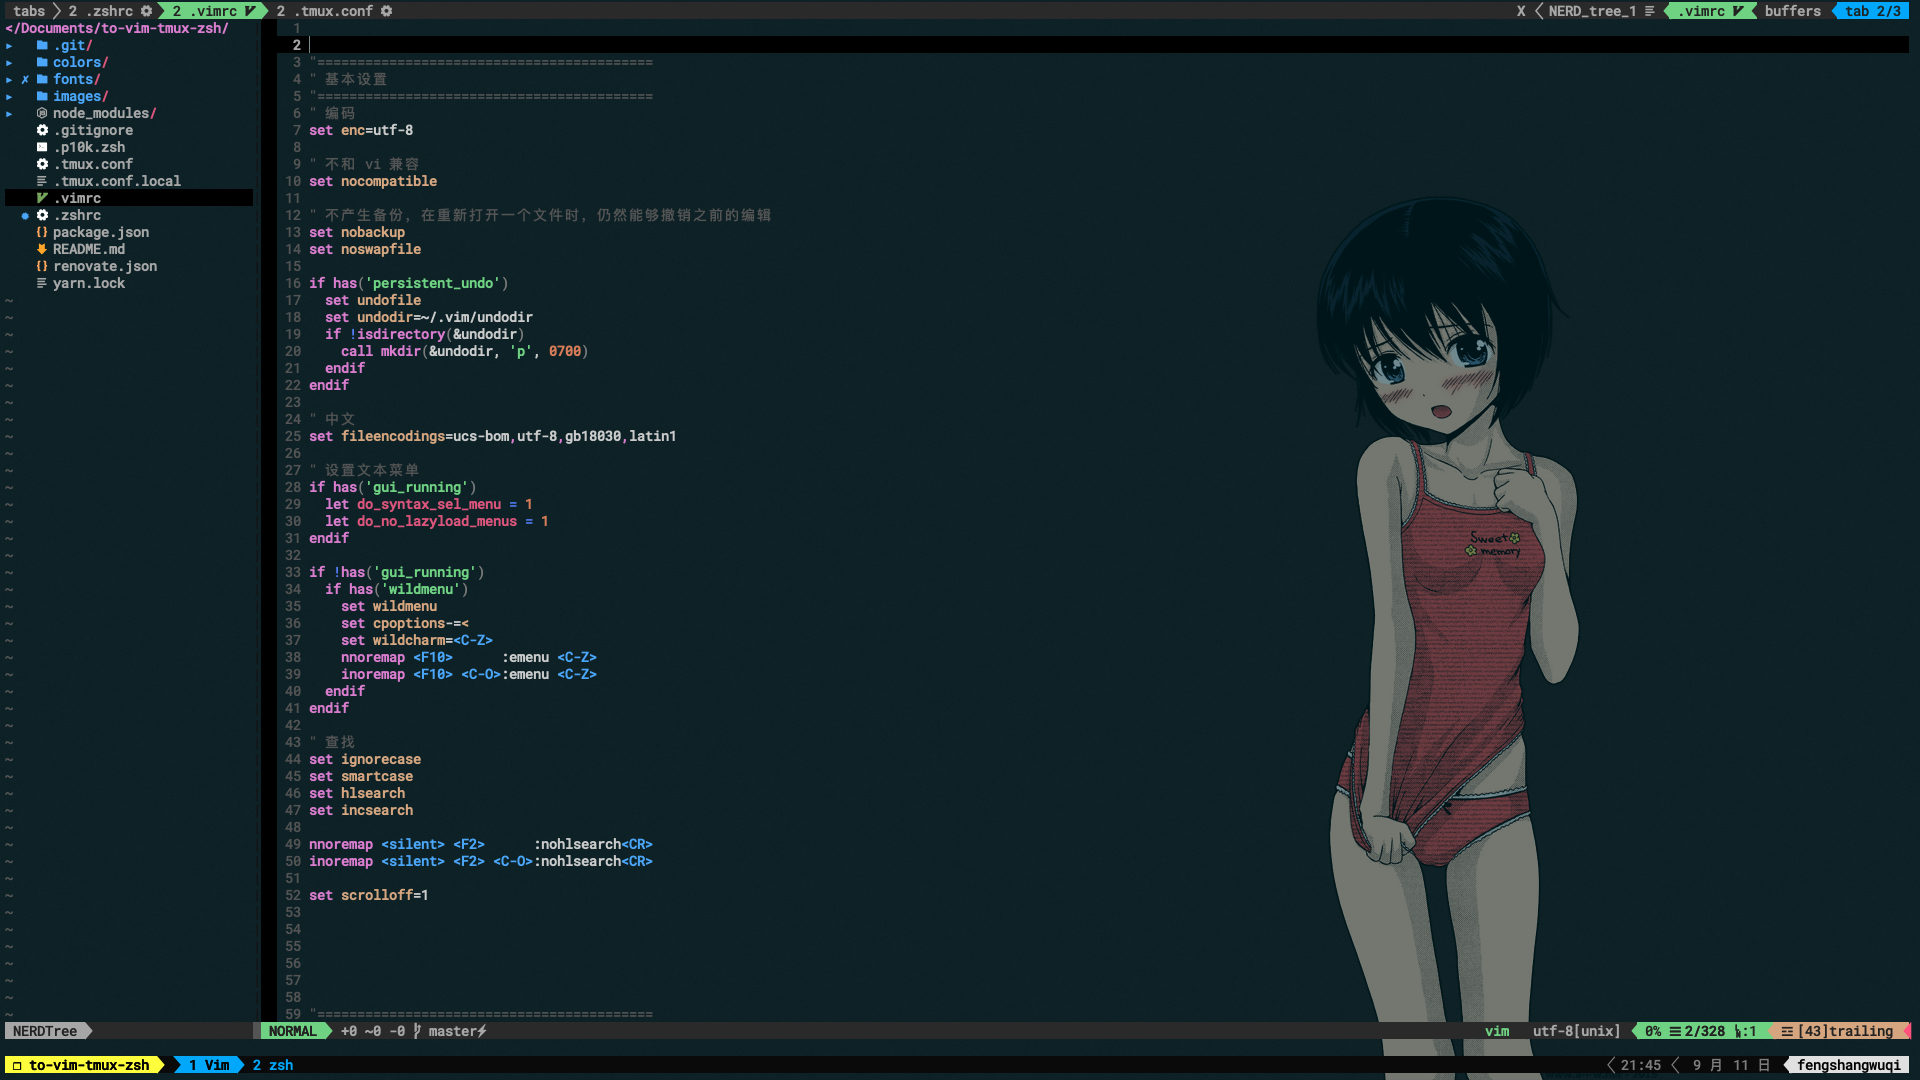 tabs 2 .zshrc 2 .vimrc 2 .tmux.conf X NERD_tree_1 .vimrc buffers tab 2/3
</Documents/to-vim-tmux-zsh/
.git/
colors/
✗ fonts/
images/
node_modules/
.gitignore
.p10k.zsh
.tmux.conf
.tmux.conf.local
.vimrc
.zshrc
package.json
README.md
renovate.json
yarn.lock
1
2
3 "==========================================
4 " 基本设置
5 "==========================================
6 " 编码
7 set enc=utf-8
8
9 " 不和 vi 兼容
10 set nocompatible
11
12 " 不产生备份, 在重新打开一个文件时, 仍然能够撤销之前的编辑
13 set nobackup
14 set noswapfile
15
16 if has('persistent_undo')
17   set undofile
18   set undodir=~/.vim/undodir
19   if !isdirectory(&undodir)
20     call mkdir(&undodir, 'p', 0700)
21   endif
22 endif
23
24 " 中文
25 set fileencodings=ucs-bom,utf-8,gb18030,latin1
26
27 " 设置文本菜单
28 if has('gui_running')
29   let do_syntax_sel_menu = 1
30   let do_no_lazyload_menus = 1
31 endif
32
33 if !has('gui_running')
34   if has('wildmenu')
35     set wildmenu
36     set cpoptions-=<
37     set wildcharm=<C-Z>
38     nnoremap <F10>      :emenu <C-Z>
39     inoremap <F10> <C-O>:emenu <C-Z>
40   endif
41 endif
42
43 " 查找
44 set ignorecase
45 set smartcase
46 set hlsearch
47 set incsearch
48
49 nnoremap <silent> <F2>      :nohlsearch<CR>
50 inoremap <silent> <F2> <C-O>:nohlsearch<CR>
51
52 set scrolloff=1
53
54
55
56
57
58
59 "==========================================
Sweet
memory
NERDTree NORMAL +0 ~0 -0 master vim utf-8[unix] 0% 2/328 :1 [43]trailing
to-vim-tmux-zsh 1 Vim 2 zsh 21:45 9 月 11 日 fengshangwuqi